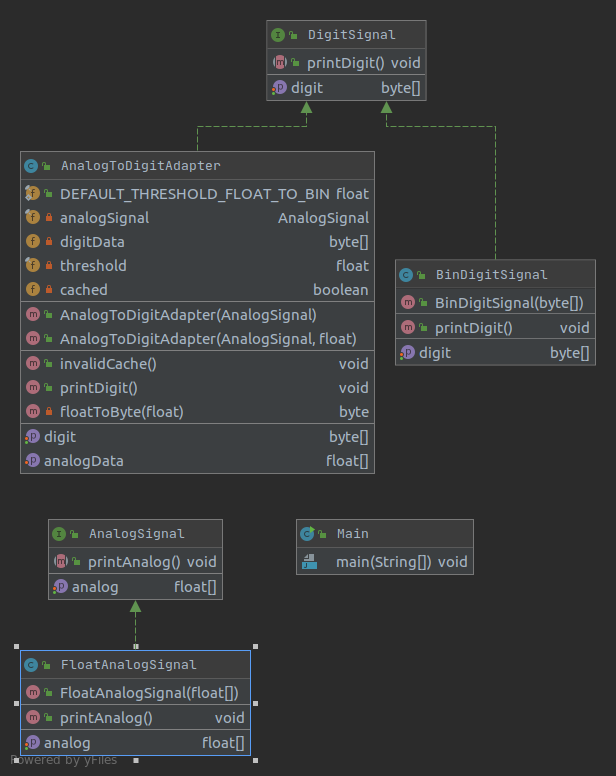 DigitSignal
printDigit() void
digit byte[]
AnalogToDigitAdapter
DEFAULT_THRESHOLD_FLOAT_TO_BIN float
analogSignal AnalogSignal
digitData byte[]
threshold float
cached boolean
AnalogToDigitAdapter(AnalogSignal)
AnalogToDigitAdapter(AnalogSignal, float)
invalidCache() void
printDigit() void
floatToByte(float) byte
digit byte[]
analogData float[]
BinDigitSignal
BinDigitSignal(byte[])
printDigit() void
digit byte[]
AnalogSignal
printAnalog() void
analog float[]
Main
main(String[]) void
FloatAnalogSignal
FloatAnalogSignal(float[])
printAnalog() void
analog float[]
Powered by yFiles